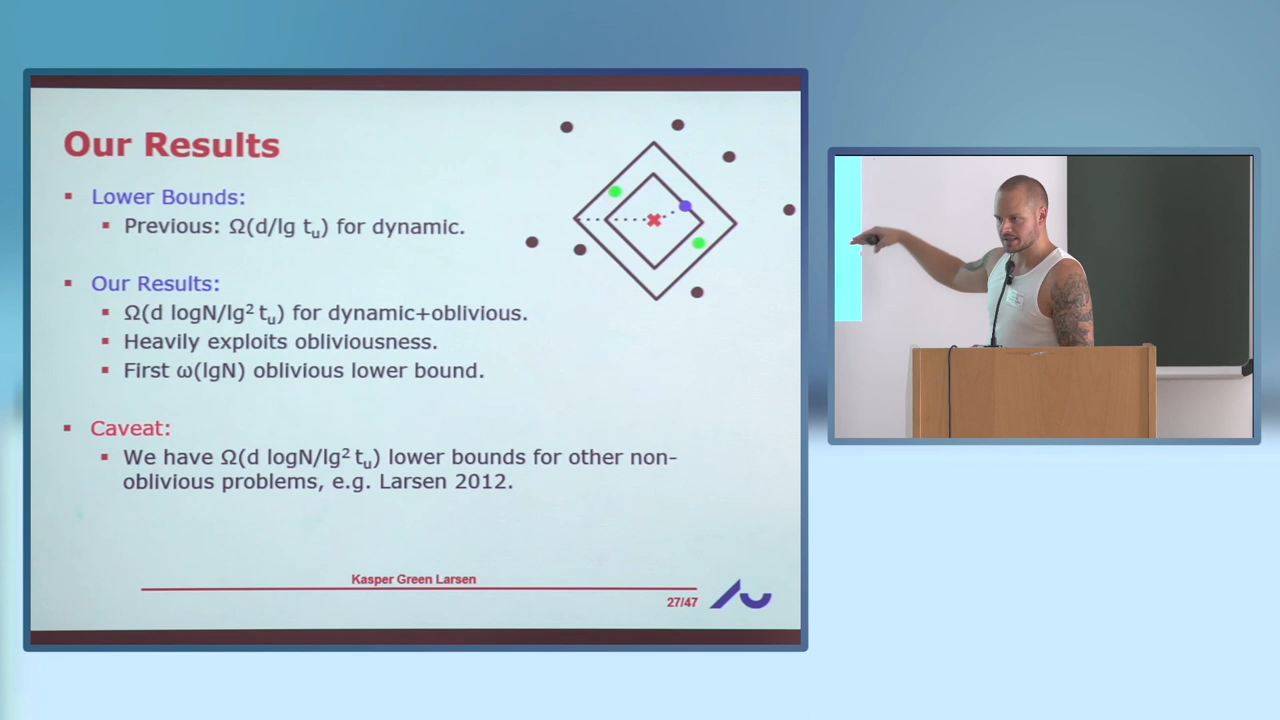 Our Results
▪ Lower Bounds:
▪ Previous: Ω(d/lg tᵤ) for dynamic.
▪ Our Results:
▪ Ω(d logN/lg² tᵤ) for dynamic+oblivious.
▪ Heavily exploits obliviousness.
▪ First ω(lgN) oblivious lower bound.
▪ Caveat:
▪ We have Ω(d logN/lg² tᵤ) lower bounds for other non-
oblivious problems, e.g. Larsen 2012.
Kasper Green Larsen
27/47